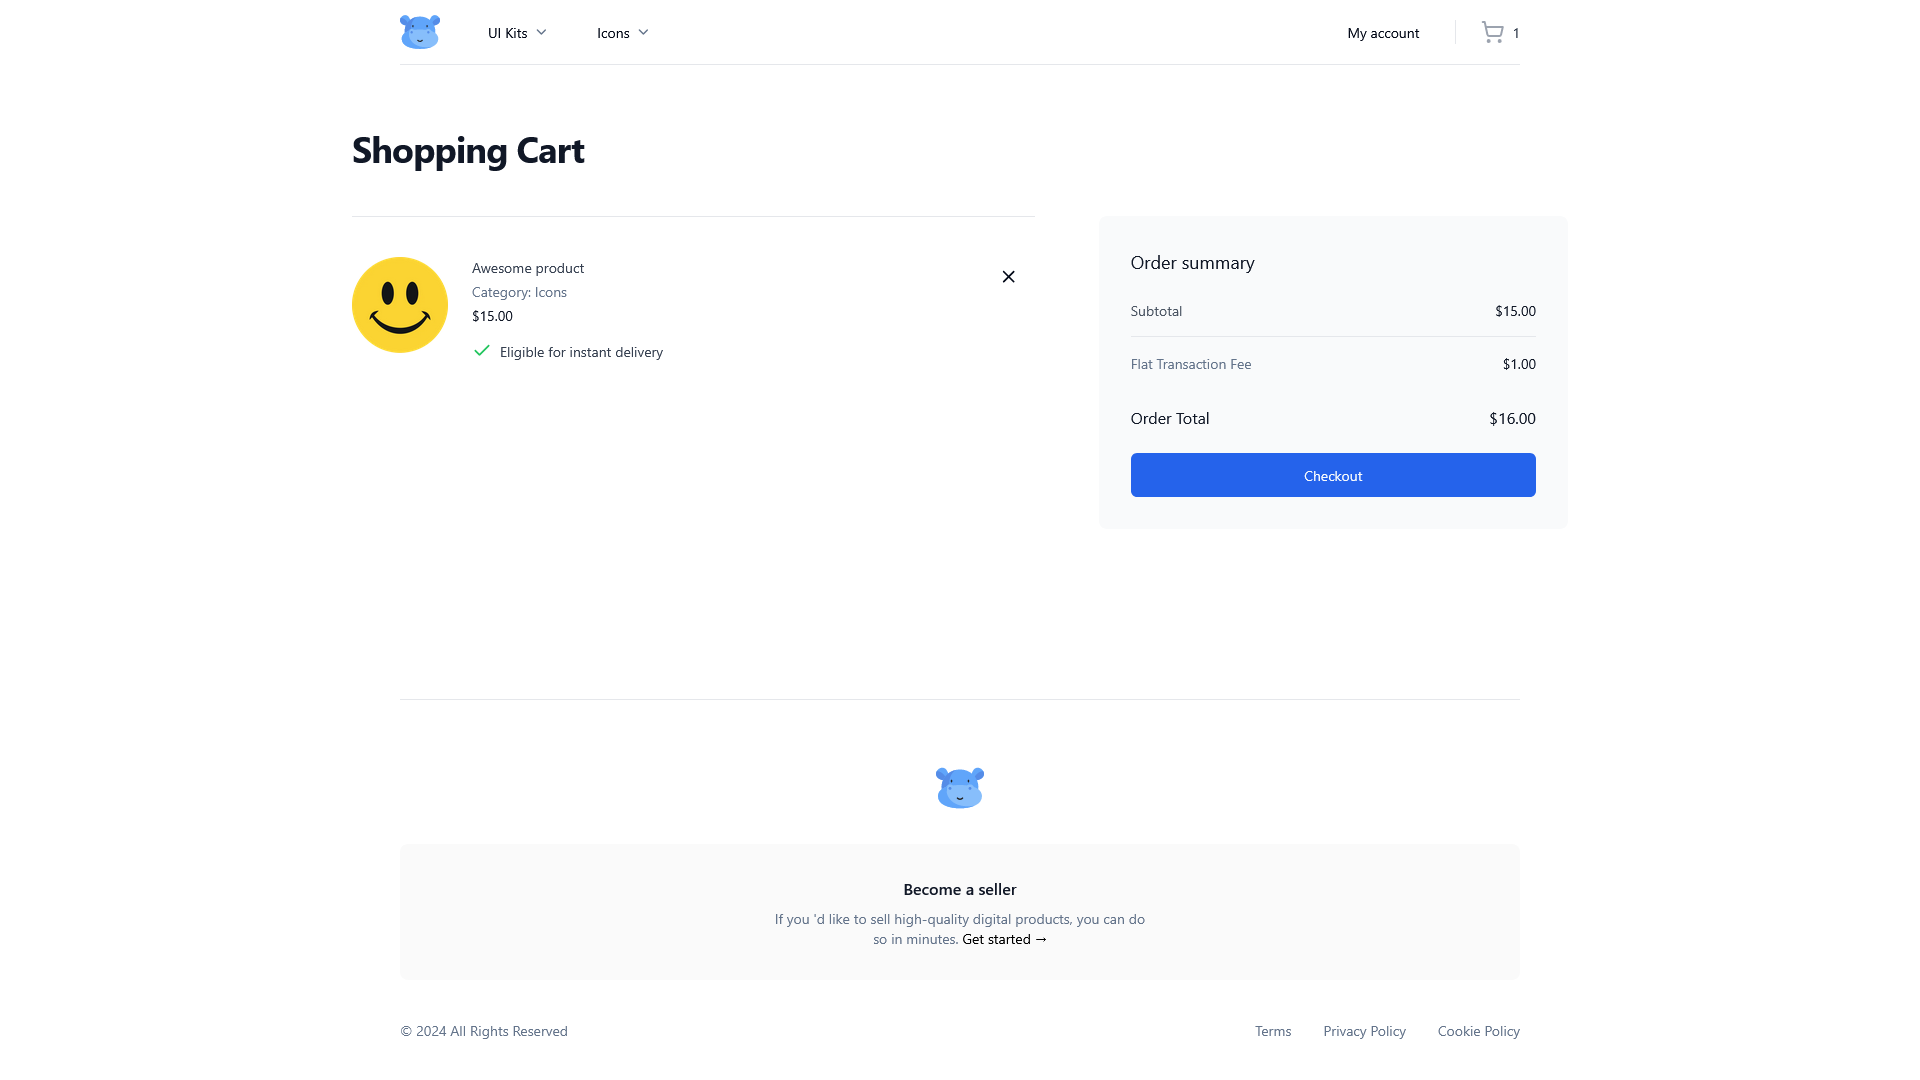 UI Kits
Icons
My account
1
Shopping Cart
Awesome product
Category: Icons
$15.00
Eligible for instant delivery
Order summary
Subtotal $15.00
Flat Transaction Fee $1.00
Order Total $16.00
Checkout
Become a seller
If you 'd like to sell high-quality digital products, you can do
so in minutes. Get started →
© 2024 All Rights Reserved
Terms
Privacy Policy
Cookie Policy